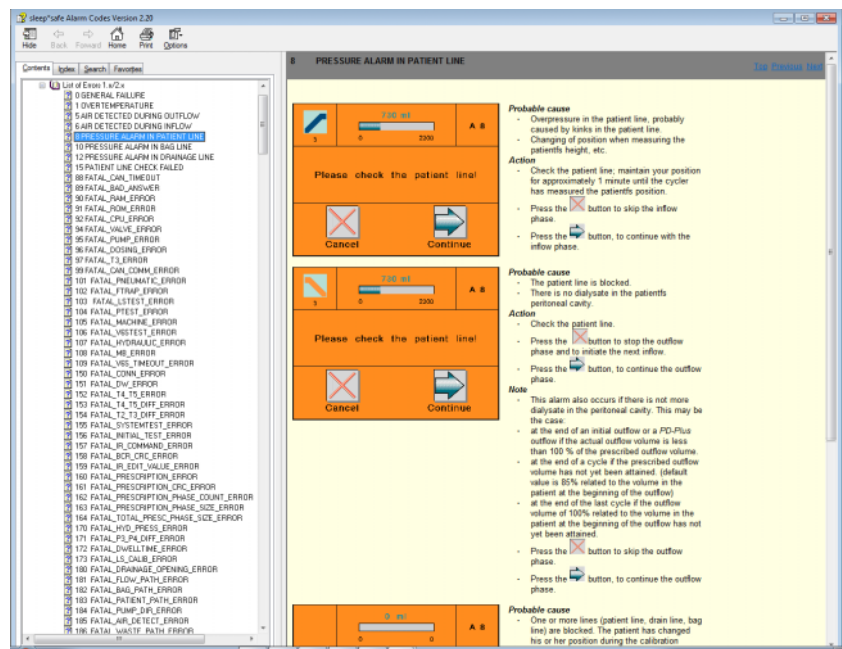 sleep*safe Alarm Codes Version 2.20
Hide Back Forward Home Print Options
Contents Index Search Favorites
List of Errors 1.x/2.x
0 GENERAL FAILURE
1 OVERTEMPERATURE
5 AIR DETECTED DURING OUTFLOW
6 AIR DETECTED DURING INFLOW
8 PRESSURE ALARM IN PATIENT LINE
10 PRESSURE ALARM IN BAG LINE
12 PRESSURE ALARM IN DRAINAGE LINE
15 PATIENT LINE CHECK FAILED
88 FATAL_CAN_TIMEOUT
89 FATAL_BAD_ANSWER
90 FATAL_RAM_ERROR
91 FATAL_ROM_ERROR
92 FATAL_CPU_ERROR
94 FATAL_VALVE_ERROR
95 FATAL_PUMP_ERROR
96 FATAL_DOSING_ERROR
97 FATAL_T3_ERROR
99 FATAL_CAN_COMM_ERROR
101 FATAL_PNEUMATIC_ERROR
102 FATAL_FTRAP_ERROR
103 FATAL_LSTEST_ERROR
104 FATAL_PTEST_ERROR
105 FATAL_MACHINE_ERROR
106 FATAL_VGSTEST_ERROR
107 FATAL_HYDRAULIC_ERROR
108 FATAL_MB_ERROR
109 FATAL_VGS_TIMEOUT_ERROR
150 FATAL_CONN_ERROR
151 FATAL_DW_ERROR
152 FATAL_T4_T5_ERROR
153 FATAL_T4_T5_DIFF_ERROR
154 FATAL_T2_T3_DIFF_ERROR
155 FATAL_SYSTEMTEST_ERROR
156 FATAL_INITIAL_TEST_ERROR
157 FATAL_IR_COMMAND_ERROR
158 FATAL_BCR_CRC_ERROR
159 FATAL_IR_EDIT_VALUE_ERROR
160 FATAL_PRESCRIPTION_ERROR
161 FATAL_PRESCRIPTION_CRC_ERROR
162 FATAL_PRESCRIPTION_PHASE_COUNT_ERROR
163 FATAL_PRESCRIPTION_PHASE_SIZE_ERROR
164 FATAL_TOTAL_PRESC_PHASE_SIZE_ERROR
170 FATAL_HYD_PRESS_ERROR
171 FATAL_P3_P4_DIFF_ERROR
172 FATAL_DWELLTIME_ERROR
173 FATAL_LS_CALIB_ERROR
180 FATAL_DRAINAGE_OPENING_ERROR
181 FATAL_FLOW_PATH_ERROR
182 FATAL_BAG_PATH_ERROR
183 FATAL_PATIENT_PATH_ERROR
184 FATAL_PUMP_DIR_ERROR
185 FATAL_AIR_DETECT_ERROR
186 FATAL_WASTE_PATH_ERROR
8 PRESSURE ALARM IN PATIENT LINE
Top Previous Next
730 ml
A 8
3 0 2300
Please check the patient line!
Cancel Continue
Probable cause
- Overpressure in the patient line, probably
caused by kinks in the patient line.
- Changing of position when measuring the
patientfs height, etc.
Action
- Check the patient line; maintain your position
for approximately 1 minute until the cycler
has measured the patientfs position.
- Press the button to skip the inflow
phase.
- Press the button, to continue with the
inflow phase.
730 ml
A 8
3 0 2300
Please check the patient line!
Cancel Continue
Probable cause
- The patient line is blocked.
- There is no dialysate in the patientfs
peritoneal cavity.
Action
- Check the patient line.
- Press the button to stop the outflow
phase and to initiate the next inflow.
- Press the button, to continue the outflow
phase.
Note
- This alarm also occurs if there is not more
dialysate in the peritoneal cavity. This may be
the case:
- at the end of an initial outflow or a PD-Plus
outflow if the actual outflow volume is less
than 100 % of the prescribed outflow volume.
- at the end of a cycle if the prescribed outflow
volume has not yet been attained. (default
value is 85% related to the volume in the
patient at the beginning of the outflow)
- at the end of the last cycle if the outflow
volume of 100% related to the volume in the
patient at the beginning of the outflow has not
yet been attained.
- Press the button to skip the outflow
phase.
- Press the button, to continue the outflow
phase.
0 ml
A 8
0 0
Probable cause
- One or more lines (patient line, drain line, bag
line) are blocked. The patient has changed
his or her position during the calibration